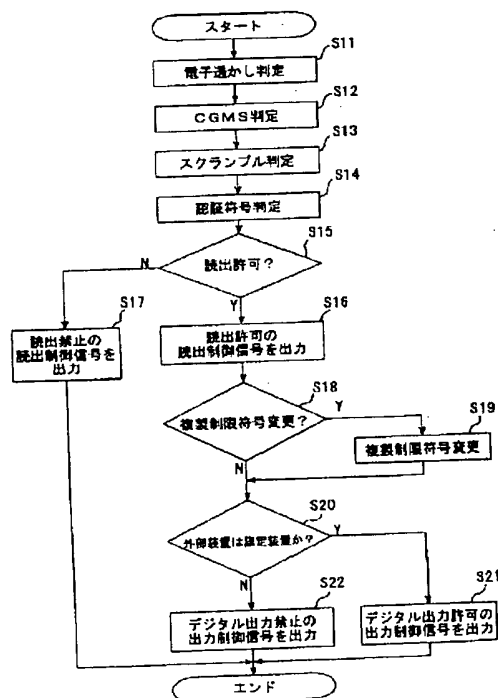 スタート
S11
電子透かし判定
S12
CGMS判定
S13
スクランブル判定
S14
認証符号判定
S15
読出許可?
N
Y
S17
読出禁止の
読出制御信号を
出力
S16
読出許可の
読出制御信号を出力
S18
複製制限符号変更?
Y
N
S19
複製制限符号変更
S20
外部装置は認定装置か?
Y
N
S22
デジタル出力禁止の
出力制御信号を出力
S21
デジタル出力許可の
出力制御信号を出力
エンド